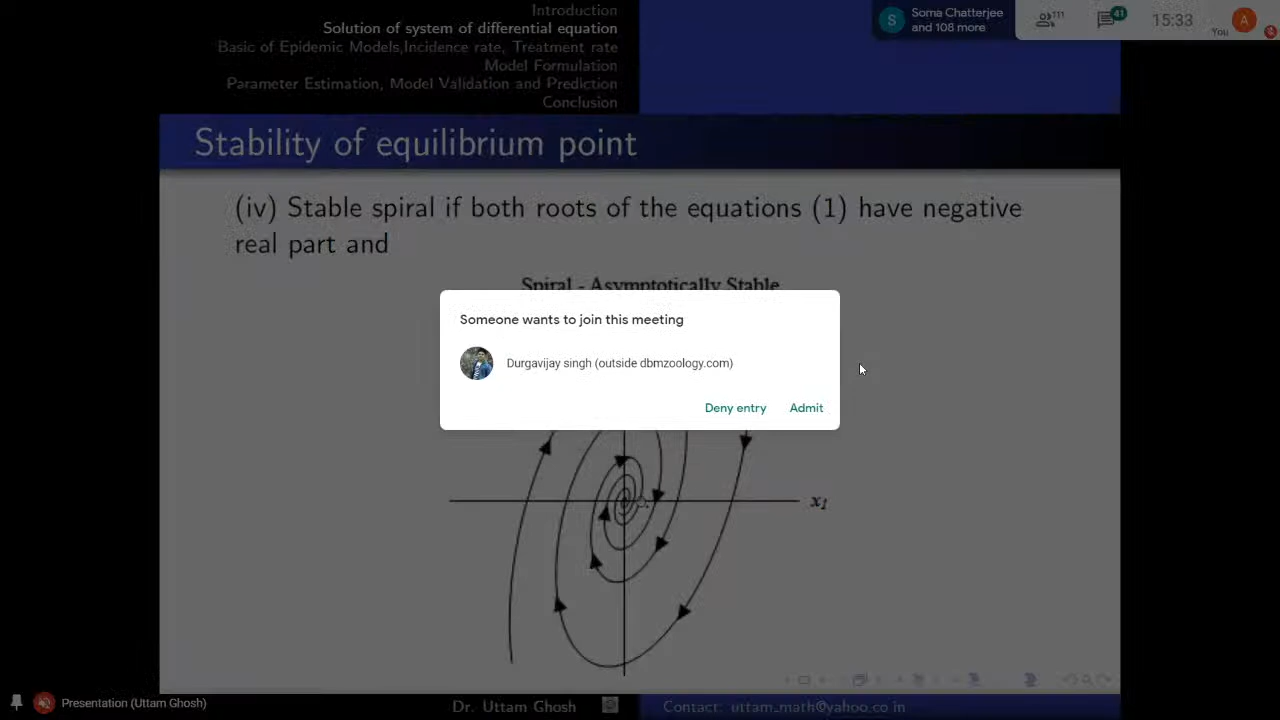 Introduction
Solution of system of differential equation
Basic of Epidemic Models,Incidence rate, Treatment rate
Model Formulation
Parameter Estimation, Model Validation and Prediction
Conclusion
S
Soma Chatterjee
and 108 more
111
41
15:33
You
A
Stability of equilibrium point
(iv) Stable spiral if both roots of the equations (1) have negative
real part and
Spiral - Asymptotically Stable
Someone wants to join this meeting
Durgavijay singh (outside dbmzoology.com)
Deny entry
Admit
x1
Presentation (Uttam Ghosh)
Dr. Uttam Ghosh
Contact: uttam_math@yahoo.co.in